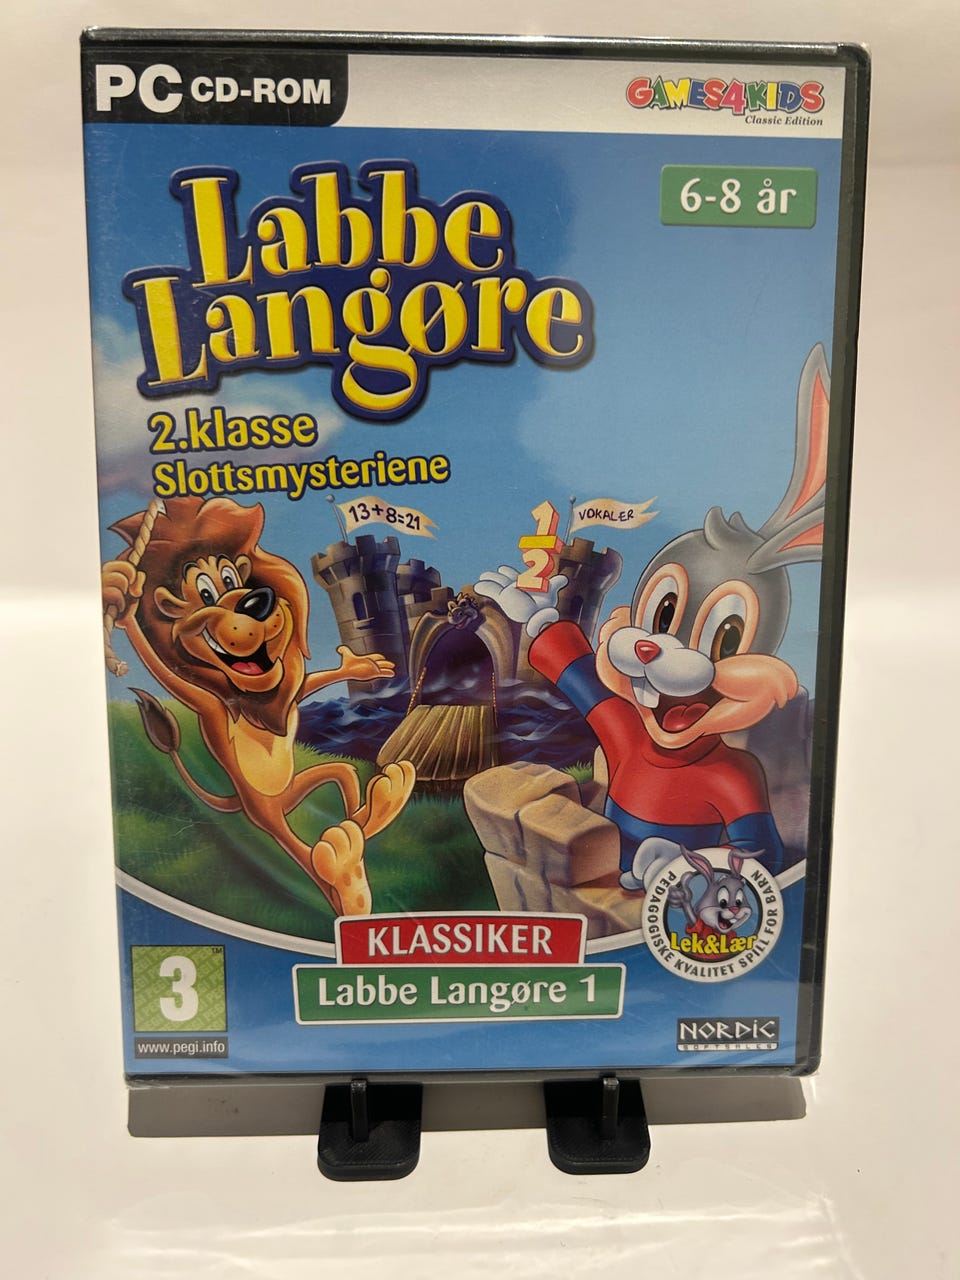 PC CD-ROM
GAMES4KIDS
Classic Edition
6-8 år
Labbe
Langøre
2.klasse
Slottsmysteriene
13+8=21
1
2
VOKALER
KLASSIKER
Labbe Langøre 1
Lek&Lær
PEDAGOGISKE KVALITET SPILL FOR BARN
3
TM
www.pegi.info
NORDIC
SOFTSALES